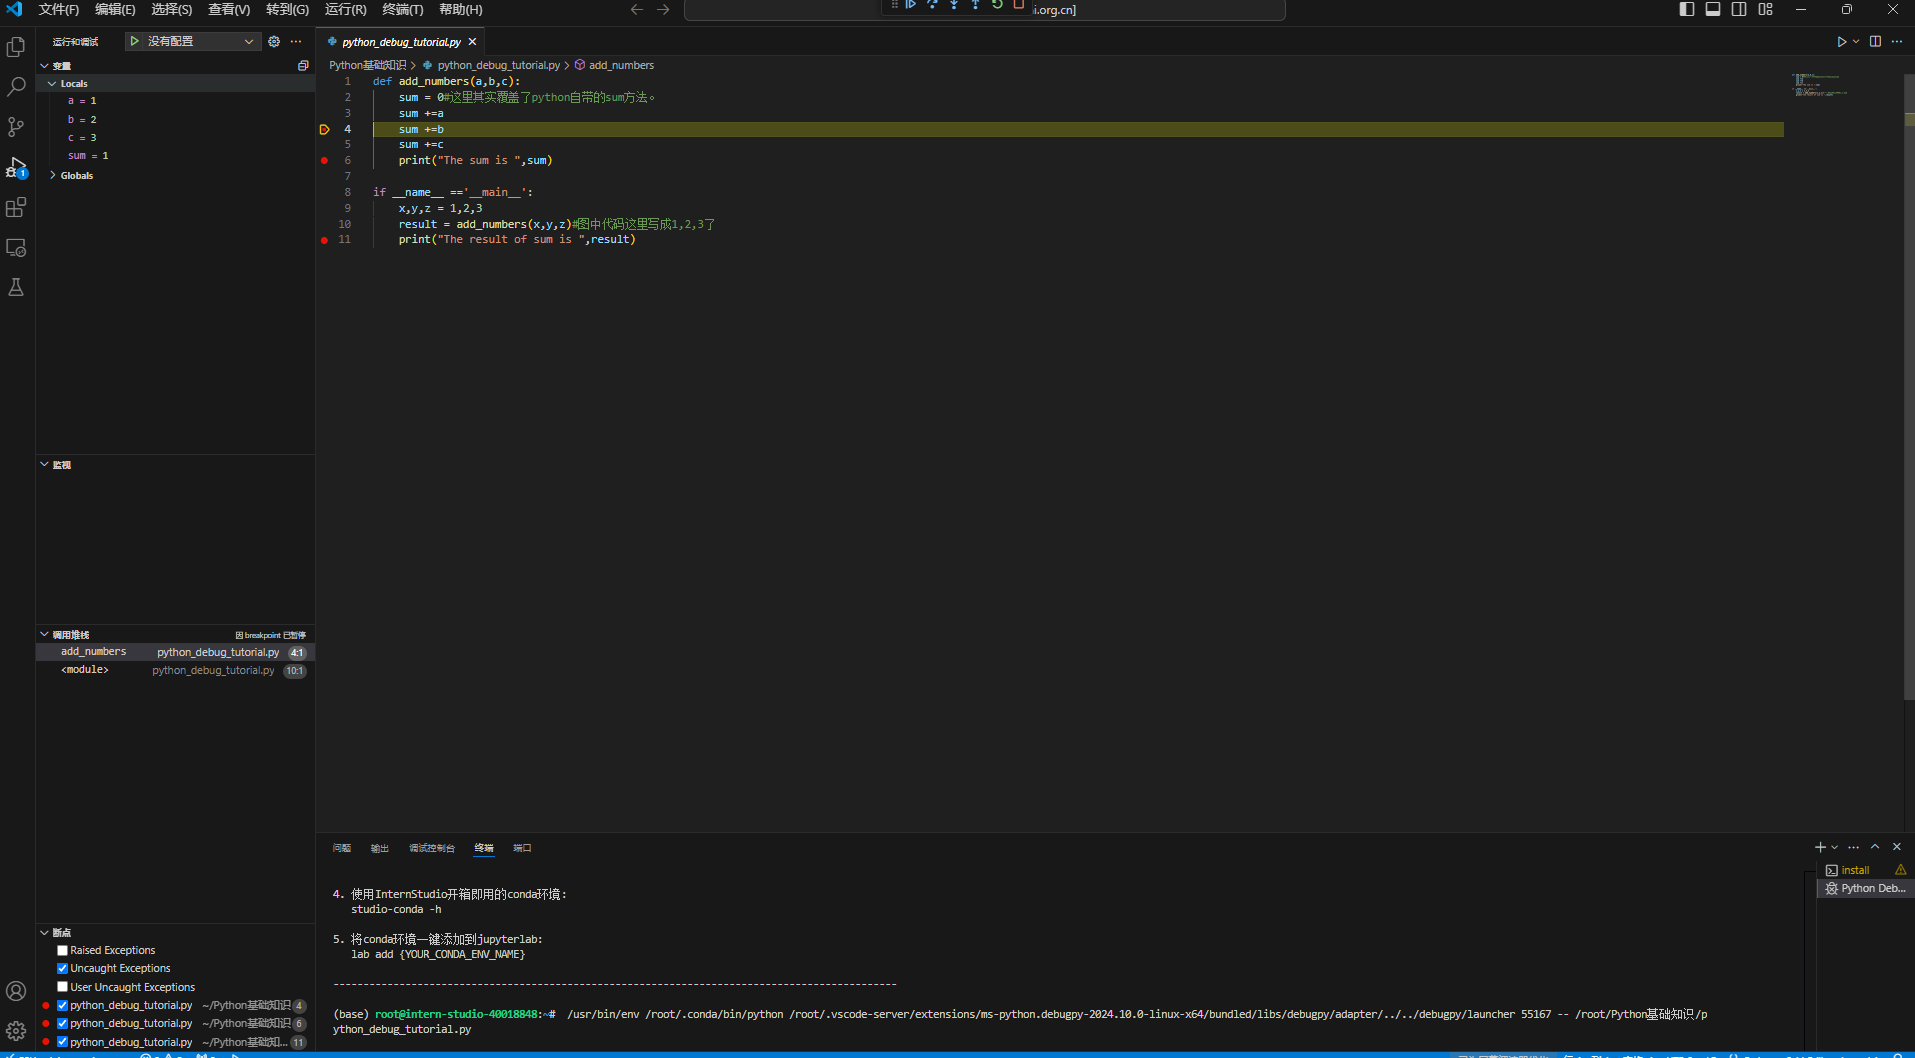 文件(F) 编辑(E) 选择(S) 查看(V) 转到(G) 运行(R) 终端(T) 帮助(H)
i.org.cn]
运行和调试 没有配置
变量
Locals
a = 1
b = 2
c = 3
sum = 1
Globals
监视
调用堆栈 因 breakpoint 已暂停
add_numbers python_debug_tutorial.py 4:1
<module> python_debug_tutorial.py 10:1
断点
Raised Exceptions
Uncaught Exceptions
User Uncaught Exceptions
python_debug_tutorial.py ~/Python基础知识 4
python_debug_tutorial.py ~/Python基础知识 6
python_debug_tutorial.py ~/Python基础知... 11
1
python_debug_tutorial.py
Python基础知识 > python_debug_tutorial.py > add_numbers
1 def add_numbers(a,b,c):
2 sum = 0#这里其实覆盖了python自带的sum方法。
3 sum +=a
4 sum +=b
5 sum +=c
6 print("The sum is ",sum)
7
8 if __name__ =='__main__':
9 x,y,z = 1,2,3
10 result = add_numbers(x,y,z)#图中代码这里写成1,2,3了
11 print("The result of sum is ",result)
问题 输出 调试控制台 终端 端口
install
Python Deb...
4. 使用InternStudio开箱即用的conda环境:
studio-conda -h
5. 将conda环境一键添加到jupyterlab:
lab add {YOUR_CONDA_ENV_NAME}
----------------------------------------------------------------------------------------------
(base) root@intern-studio-40018848:~# /usr/bin/env /root/.conda/bin/python /root/.vscode-server/extensions/ms-python.debugpy-2024.10.0-linux-x64/bundled/libs/debugpy/adapter/../../debugpy/launcher 55167 -- /root/Python基础知识/p
ython_debug_tutorial.py